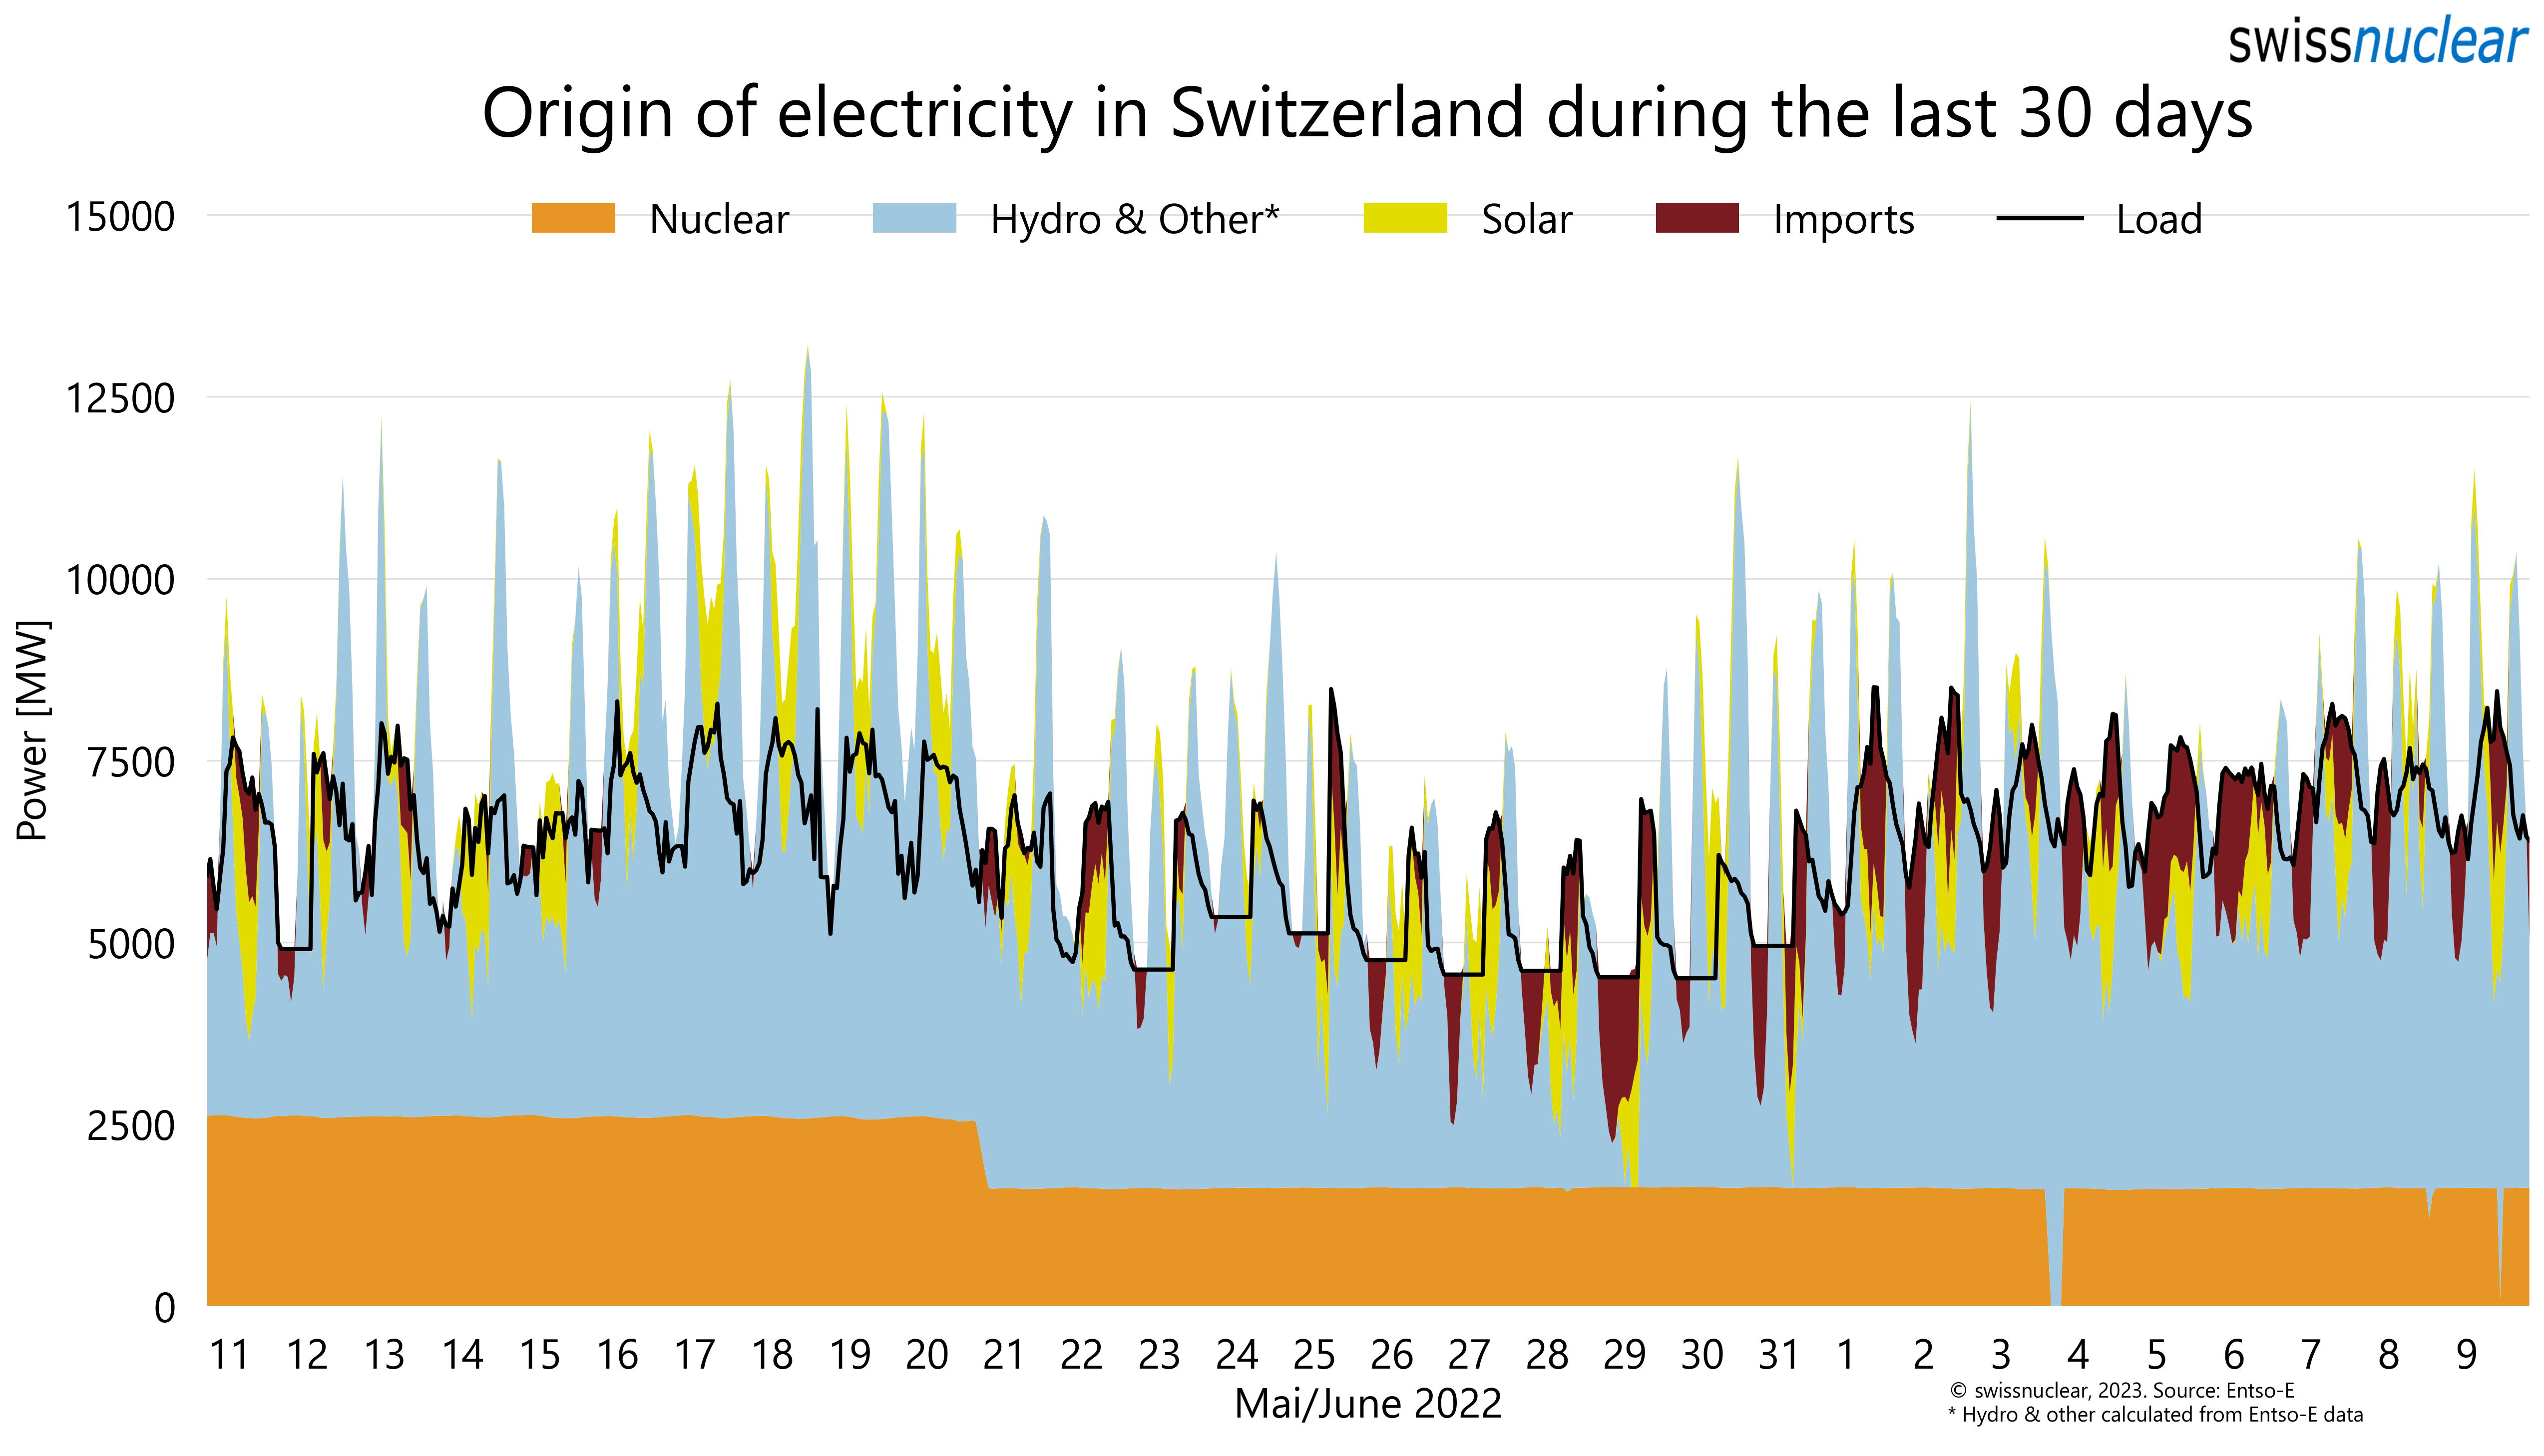 swissnuclear
Origin of electricity in Switzerland during the last 30 days
Nuclear Hydro & Other* Solar Imports Load
15000
12500
10000
7500
5000
2500
0
Power [MW]
11 12 13 14 15 16 17 18 19 20 21 22 23 24 25 26 27 28 29 30 31 1 2 3 4 5 6 7 8 9
Mai/June 2022
© swissnuclear, 2023. Source: Entso-E
* Hydro & other calculated from Entso-E data